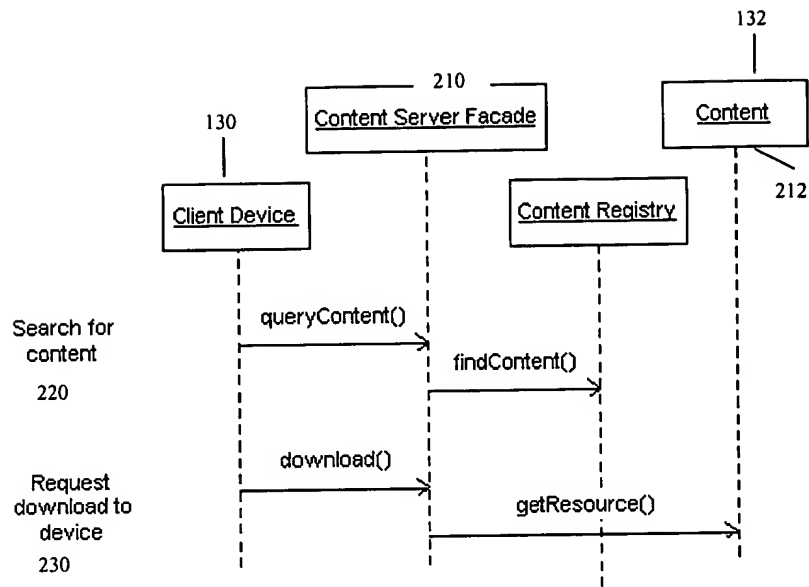 132
210
Content Server Facade
Content
130
212
Client Device
Content Registry
queryContent()
Search for
content
findContent()
220
download()
Request
download to
device
getResource()
230